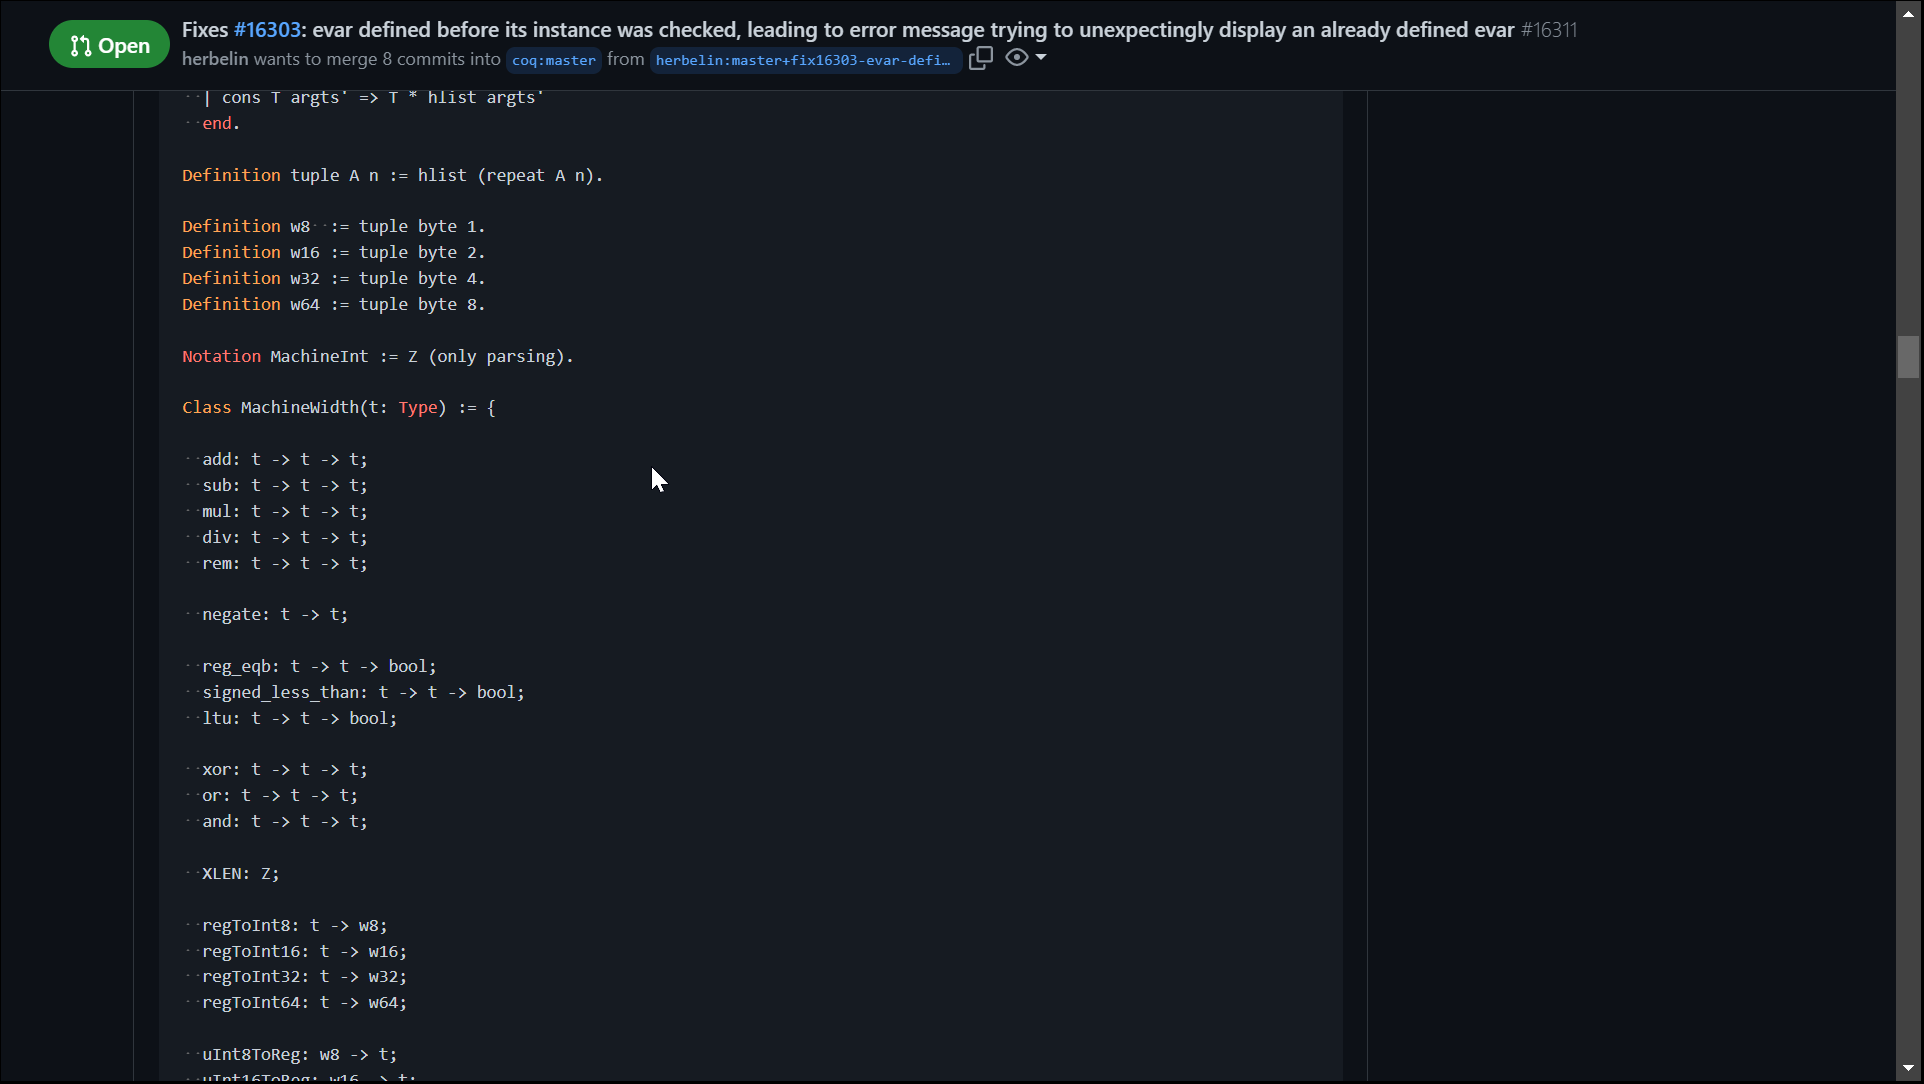 Open
Fixes #16303: evar defined before its instance was checked, leading to error message trying to unexpectingly display an already defined evar #16311
herbelin wants to merge 8 commits into coq:master from herbelin:master+fix16303-evar-defi…
| cons T argts' => T * hlist argts'
end.
Definition tuple A n := hlist (repeat A n).
Definition w8 := tuple byte 1.
Definition w16 := tuple byte 2.
Definition w32 := tuple byte 4.
Definition w64 := tuple byte 8.
Notation MachineInt := Z (only parsing).
Class MachineWidth(t: Type) := {
add: t -> t -> t;
sub: t -> t -> t;
mul: t -> t -> t;
div: t -> t -> t;
rem: t -> t -> t;
negate: t -> t;
reg_eqb: t -> t -> bool;
signed_less_than: t -> t -> bool;
ltu: t -> t -> bool;
xor: t -> t -> t;
or: t -> t -> t;
and: t -> t -> t;
XLEN: Z;
regToInt8: t -> w8;
regToInt16: t -> w16;
regToInt32: t -> w32;
regToInt64: t -> w64;
uInt8ToReg: w8 -> t;
uInt16ToReg: w16 -> t;